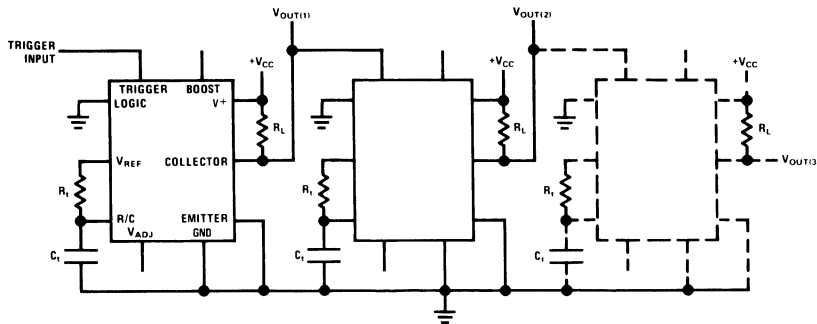 VOUT(1)
VOUT(2)
TRIGGER
INPUT
+VCC
+VCC
+VCC
TRIGGER BOOST
LOGIC V+
RL
RL
RL
VREF COLLECTOR
VOUT(3
Rt
Rt
Rt
R/C EMITTER
VADJ GND
Ct
Ct
Ct